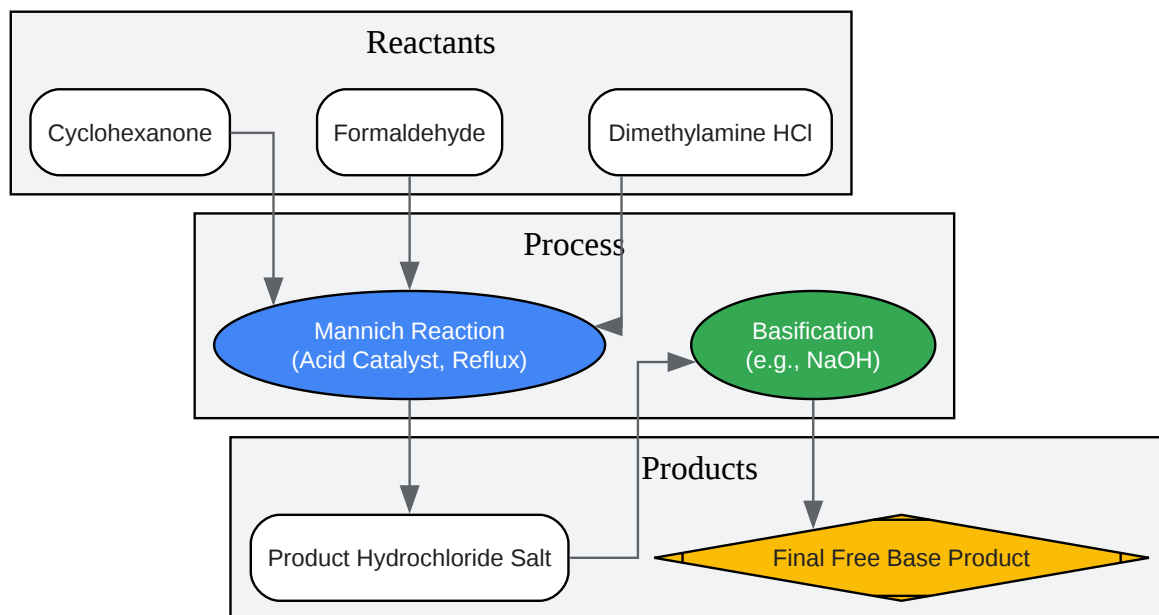 Reactants
Cyclohexanone
Formaldehyde
Dimethylamine HCl
Process
Mannich Reaction
(Acid Catalyst, Reflux)
Basification
(e.g., NaOH)
Products
Product Hydrochloride Salt
Final Free Base Product